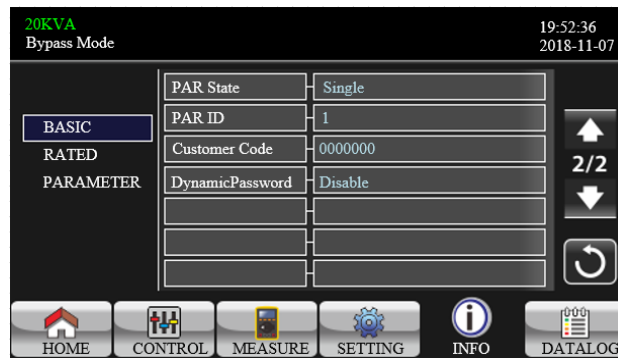 20KVA
Bypass Mode
19:52:36
2018-11-07
BASIC
RATED
PARAMETER
PAR State Single
PAR ID 1
Customer Code 0000000
DynamicPassword Disable
2/2
HOME CONTROL MEASURE SETTING INFO DATALOG